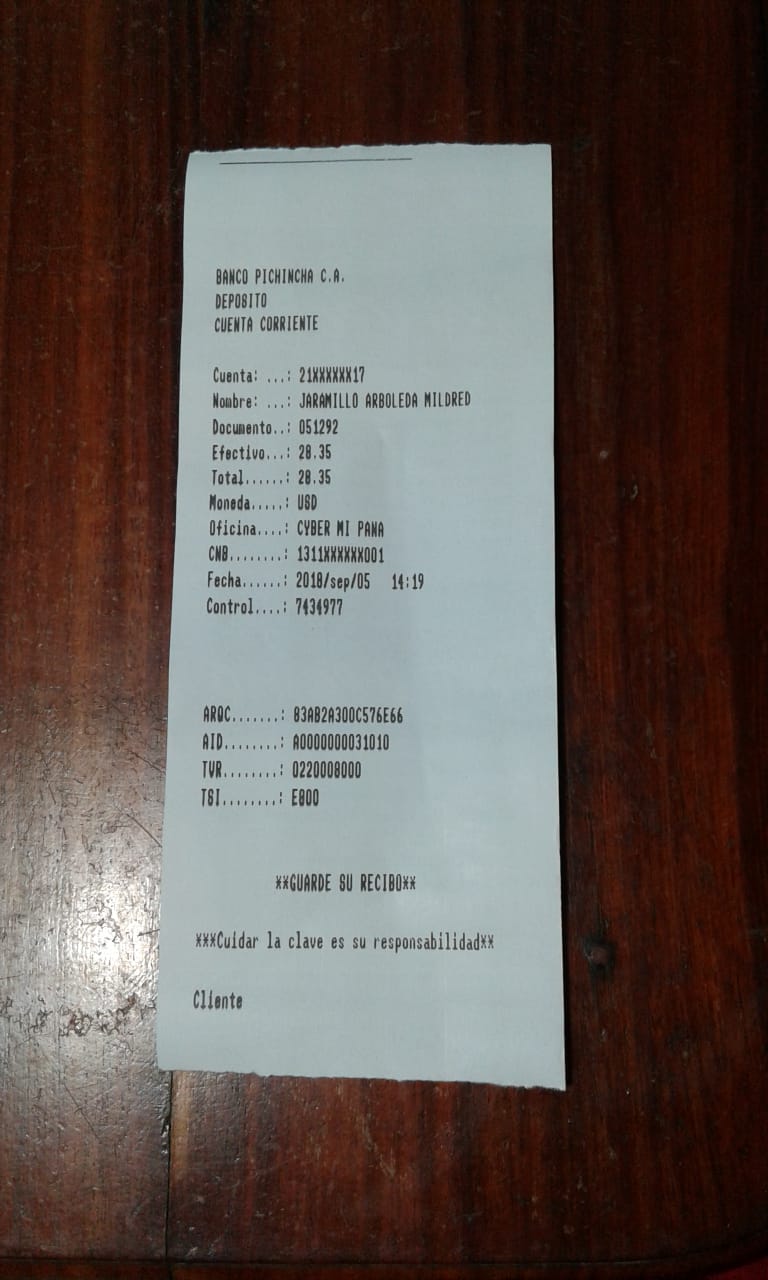 BANCO PICHINCHA C.A.
DEPOSITO
CUENTA CORRIENTE
Cuenta: ...: 21XXXXXX17
Nombre: ...: JARAMILLO ARBOLEDA MILDRED
Documento..: 051292
Efectivo...: 28.35
Total......: 28.35
Moneda.....: USD
Oficina....: CYBER MI PANA
CNB........: 1311XXXXXX001
Fecha......: 2018/sep/05 14:19
Control....: 7434977
ARQC.......: 83AB2A300C576E66
AID........: A0000000031010
TVR........: 0220008000
TSI........: E800
**GUARDE SU RECIBO**
***Cuidar la clave es su responsabilidad**
Cliente